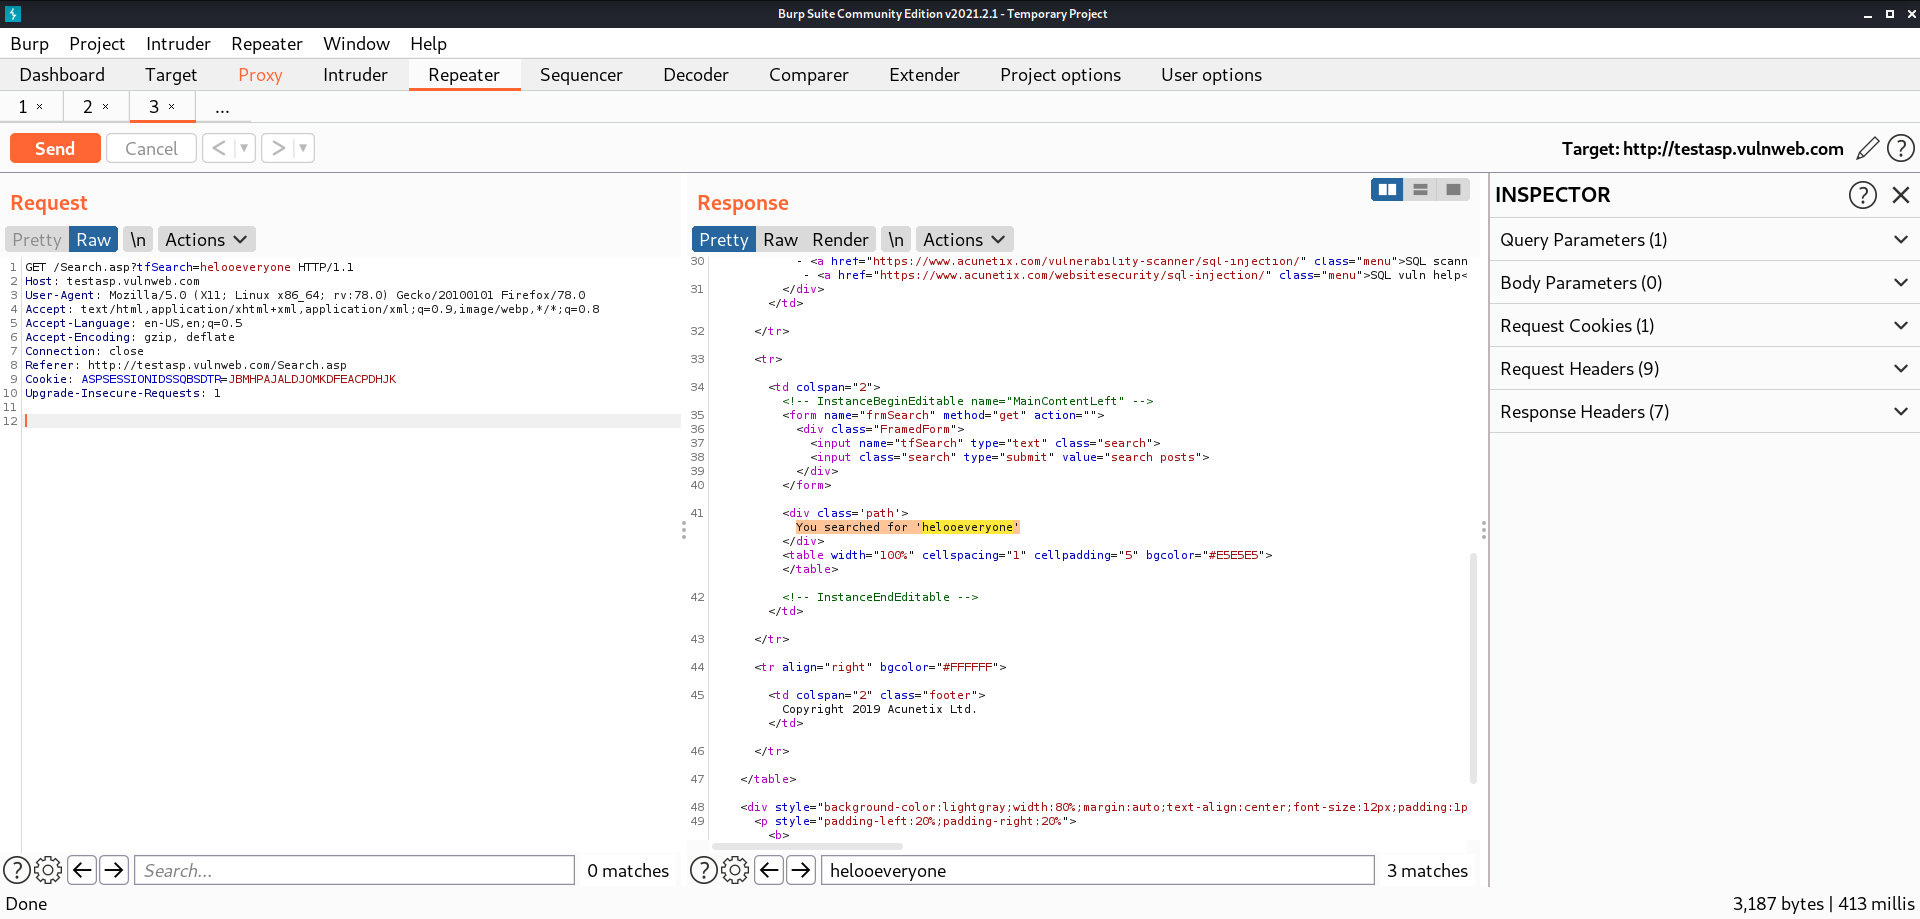 Burp Suite Community Edition v2021.2.1 - Temporary Project
Burp Project Intruder Repeater Window Help
Dashboard Target Proxy Intruder Repeater Sequencer Decoder Comparer Extender Project options User options
1 × 2 × 3 × ...
Send Cancel < ▼ > ▼ Target: http://testasp.vulnweb.com ?
Request
Pretty Raw \n Actions
1 GET /Search.asp?tfSearch=helooeveryone HTTP/1.1
2 Host: testasp.vulnweb.com
3 User-Agent: Mozilla/5.0 (X11; Linux x86_64; rv:78.0) Gecko/20100101 Firefox/78.0
4 Accept: text/html,application/xhtml+xml,application/xml;q=0.9,image/webp,*/*;q=0.8
5 Accept-Language: en-US,en;q=0.5
6 Accept-Encoding: gzip, deflate
7 Connection: close
8 Referer: http://testasp.vulnweb.com/Search.asp
9 Cookie: ASPSESSIONIDSSQBSDTR=JBMHPAJALDJOMKDFEACPDHJK
10 Upgrade-Insecure-Requests: 1
11
12
? Search... 0 matches
Response
Pretty Raw Render \n Actions
30 - <a href="https://www.acunetix.com/vulnerability-scanner/sql-injection/" class="menu">SQL scann
- <a href="https://www.acunetix.com/websitesecurity/sql-injection/" class="menu">SQL vuln help<
31 </div>
</td>
32 </tr>
33 <tr>
34 <td colspan="2">
<!-- InstanceBeginEditable name="MainContentLeft" -->
35 <form name="frmSearch" method="get" action="">
36 <div class="FramedForm">
37 <input name="tfSearch" type="text" class="search">
38 <input class="search" type="submit" value="search posts">
39 </div>
40 </form>
41 <div class='path'>
You searched for 'helooeveryone'
</div>
<table width="100%" cellspacing="1" cellpadding="5" bgcolor="#E5E5E5">
</table>
42 <!-- InstanceEndEditable -->
</td>
43 </tr>
44 <tr align="right" bgcolor="#FFFFFF">
45 <td colspan="2" class="footer">
Copyright 2019 Acunetix Ltd.
</td>
46 </tr>
47 </table>
48 <div style="background-color:lightgray;width:80%;margin:auto;text-align:center;font-size:12px;padding:1p
49 <p style="padding-left:20%;padding-right:20%">
<b>
? helooeveryone 3 matches
INSPECTOR ?
Query Parameters (1)
Body Parameters (0)
Request Cookies (1)
Request Headers (9)
Response Headers (7)
Done 3,187 bytes | 413 millis